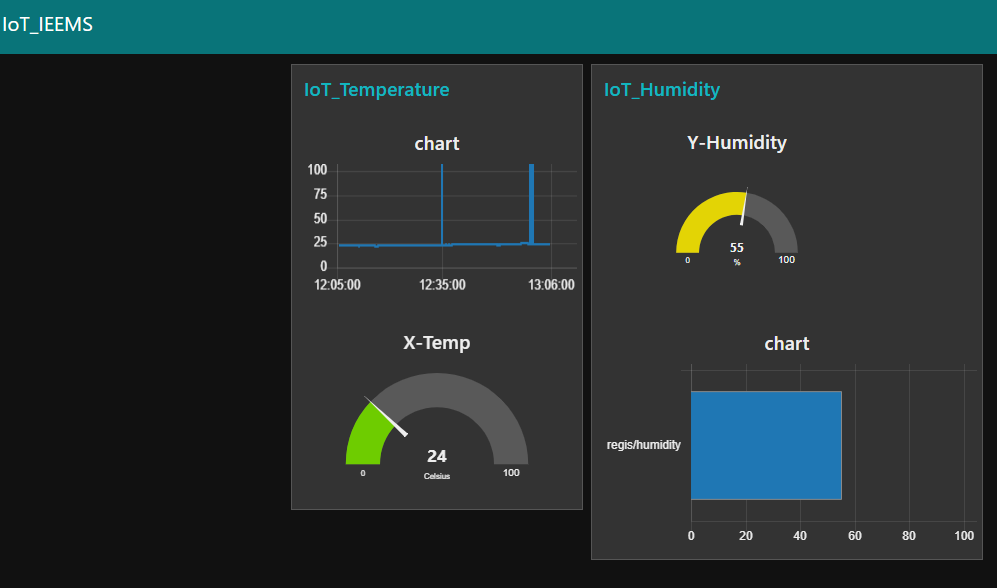 IoT_IEEMS
IoT_Temperature
chart
100
75
50
25
0
12:05:00 12:35:00 13:06:00
X-Temp
24
Celsius
0 100
IoT_Humidity
Y-Humidity
55
%
0 100
chart
regis/humidity
0 20 40 60 80 100